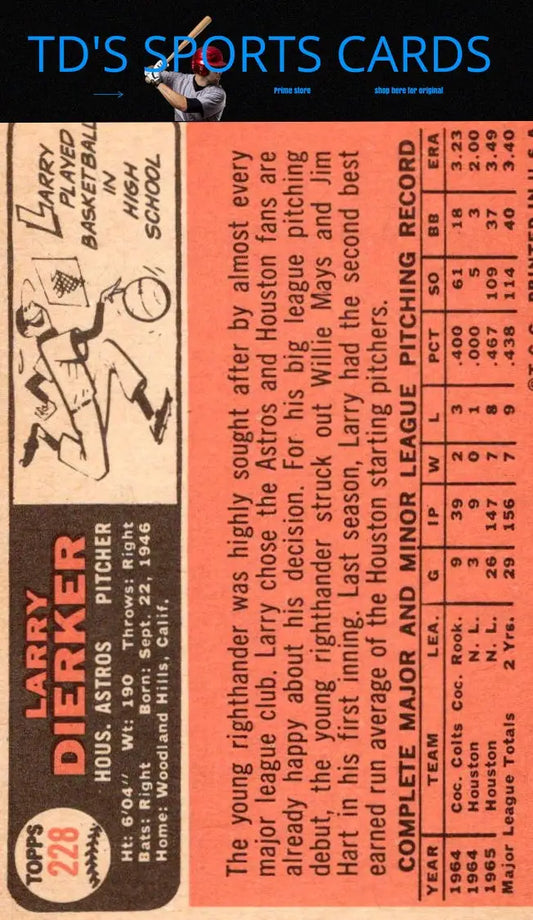 TD'S SPORTS CARDS
Prime store
shop here for original
TOPPS
228
LARRY
DIERKER
HOUS. ASTROS PITCHER
Ht: 6'04" Wt: 190 Throws: Right
Bats: Right Born: Sept. 22, 1946
Home: Woodland Hills, Calif.
LARRY
PLAYED
BASKETBALL
IN
HIGH
SCHOOL
The young righthander was highly sought after by almost every
major league club. Larry chose the Astros and Houston fans are
already happy about his decision. For his big league pitching
debut, the young righthander struck out Willie Mays and Jim
Hart in his first inning. Last season, Larry had the second best
earned run average of the Houston starting pitchers.
COMPLETE MAJOR AND MINOR LEAGUE PITCHING RECORD
YEAR TEAM LEA. G IP W L PCT SO BB ERA
1964 Coc. Colts Coc. Rook. 9 39 2 3 .400 61 18 3.23
1964 Houston N. L. 3 9 0 1 .000 5 3 2.00
1965 Houston N. L. 26 147 7 8 .467 109 37 3.49
Major League Totals 2 Yrs. 29 156 7 9 .438 114 40 3.40